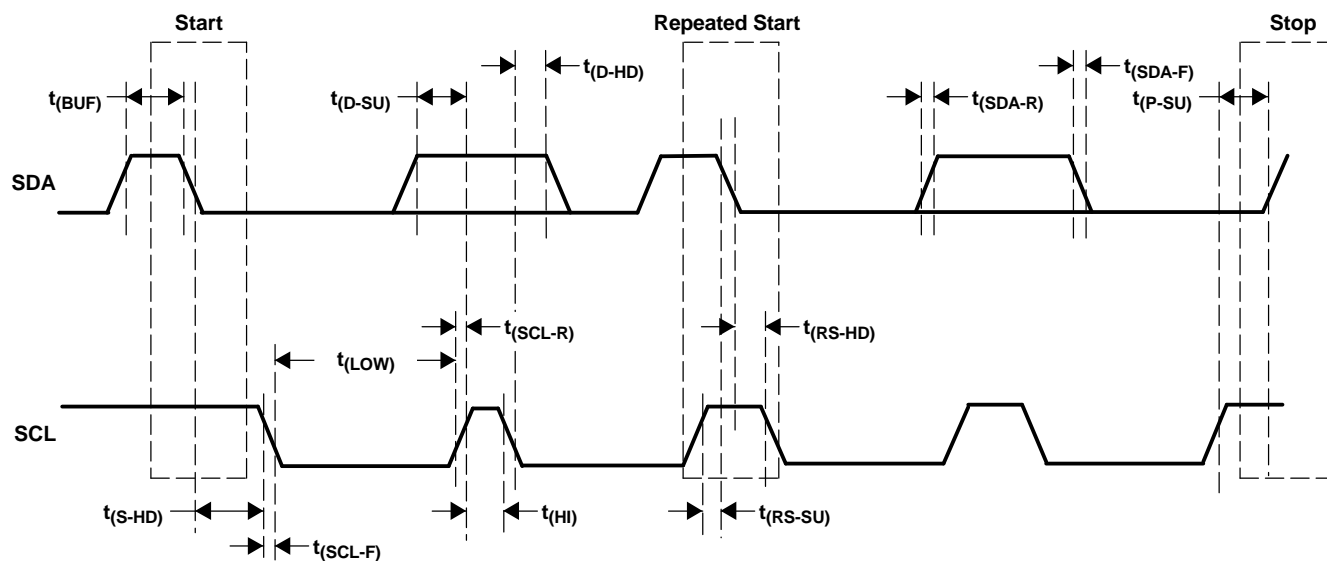 Start
Repeated Start
Stop
t(BUF)
t(D-SU)
t(D-HD)
t(SDA-R)
t(SDA-F)
t(P-SU)
SDA
t(LOW)
t(SCL-R)
t(RS-HD)
SCL
t(S-HD)
t(SCL-F)
t(HI)
t(RS-SU)